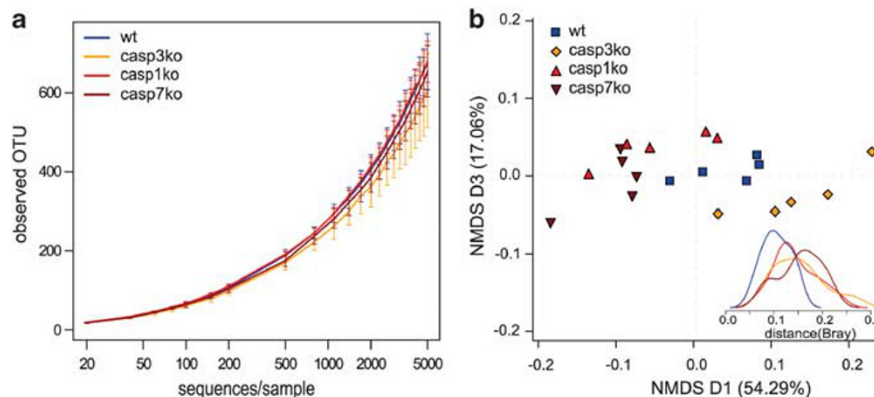 a
wt
casp3ko
casp1ko
casp7ko
observed OTU
600
400
200
0
20 50 100 200 500 1000 2000 5000
sequences/sample
b
wt
casp3ko
casp1ko
casp7ko
NMDS D3 (17.06%)
0.2
0.1
0.0
-0.1
-0.2
0.0 0.1 0.2 0.3
distance(Bray)
-0.2 -0.1 0.0 0.1 0.2
NMDS D1 (54.29%)